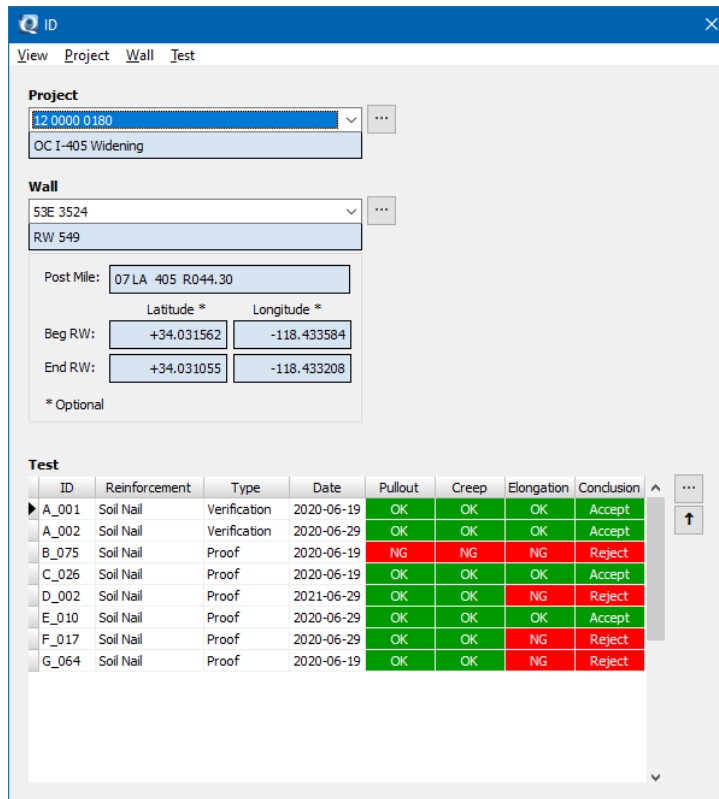 ID
View Project Wall Test
Project
12 0000 0180
OC I-405 Widening
Wall
53E 3524
RW 549
Post Mile: 07 LA 405 R044.30
Latitude * Longitude *
Beg RW: +34.031562 -118.433584
End RW: +34.031055 -118.433208
* Optional
Test
ID Reinforcement Type Date Pullout Creep Elongation Conclusion
A_001 Soil Nail Verification 2020-06-19 OK OK OK Accept
A_002 Soil Nail Verification 2020-06-29 OK OK OK Accept
B_075 Soil Nail Proof 2020-06-19 NG NG NG Reject
C_026 Soil Nail Proof 2020-06-19 OK OK OK Accept
D_002 Soil Nail Proof 2021-06-29 OK OK NG Reject
E_010 Soil Nail Proof 2020-06-29 OK OK OK Accept
F_017 Soil Nail Proof 2020-06-29 OK OK NG Reject
G_064 Soil Nail Proof 2020-06-19 OK OK NG Reject